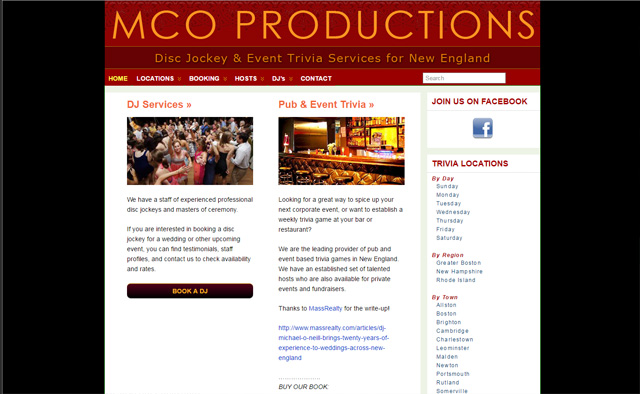 MCO PRODUCTIONS
Disc Jockey & Event Trivia Services for New England
HOME LOCATIONS BOOKING HOSTS DJ's CONTACT Search
DJ Services »
We have a staff of experienced professional
disc jockeys and masters of ceremony.
If you are interested in booking a disc
jockey for a wedding or other upcoming
event, you can find testimonials, staff
profiles, and contact us to check availability
and rates.
BOOK A DJ
Pub & Event Trivia »
Looking for a great way to spice up your
next corporate event, or want to establish a
weekly trivia game at your bar or
restaurant?
We are the leading provider of pub and
event based trivia games in New England.
We have an established set of talented
hosts who are also available for private
events and fundraisers.
Thanks to MassRealty for the write-up!
http://www.massrealty.com/articles/dj-
michael-o-neill-brings-twenty-years-of-
experience-to-weddings-across-new-
england
......................
BUY OUR BOOK:
JOIN US ON FACEBOOK
f
TRIVIA LOCATIONS
By Day
Sunday
Monday
Tuesday
Wednesday
Thursday
Friday
Saturday
By Region
Greater Boston
New Hampshire
Rhode Island
By Town
Allston
Boston
Brighton
Cambridge
Charlestown
Leominster
Malden
Newton
Portsmouth
Rutland
Somerville